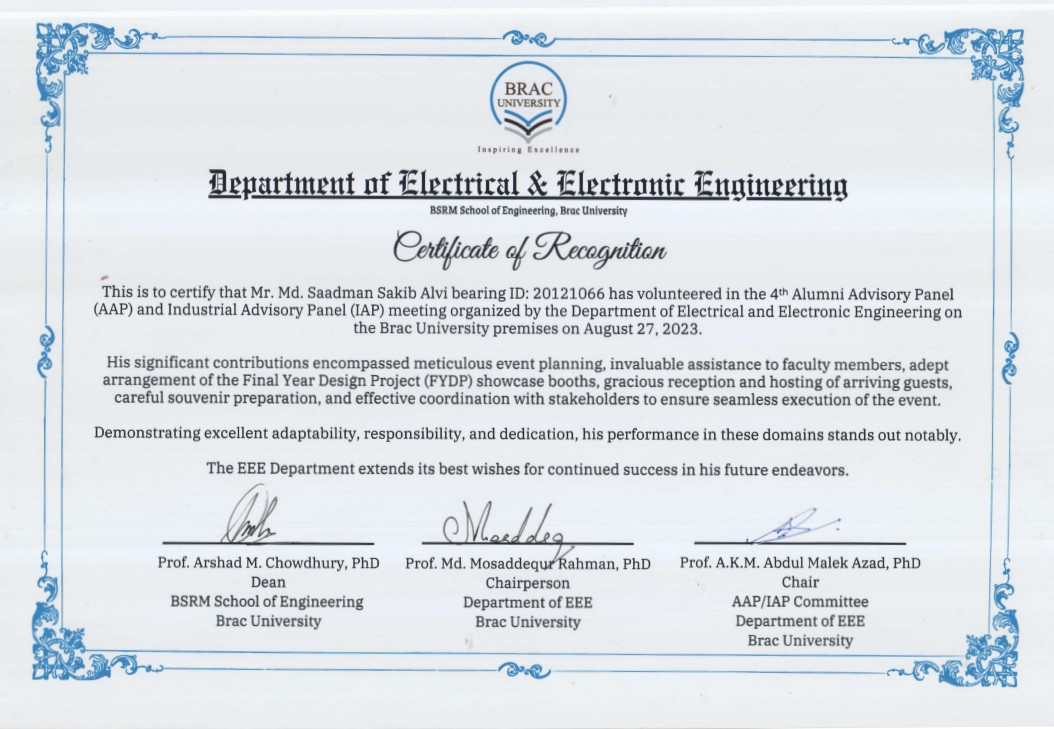 BRAC
UNIVERSITY
Inspiring Excellence
Department of Electrical & Electronic Engineering
BSRM School of Engineering, Brac University
Certificate of Recognition
This is to certify that Mr. Md. Saadman Sakib Alvi bearing ID: 20121066 has volunteered in the 4th Alumni Advisory Panel
(AAP) and Industrial Advisory Panel (IAP) meeting organized by the Department of Electrical and Electronic Engineering on
the Brac University premises on August 27, 2023.
His significant contributions encompassed meticulous event planning, invaluable assistance to faculty members, adept
arrangement of the Final Year Design Project (FYDP) showcase booths, gracious reception and hosting of arriving guests,
careful souvenir preparation, and effective coordination with stakeholders to ensure seamless execution of the event.
Demonstrating excellent adaptability, responsibility, and dedication, his performance in these domains stands out notably.
The EEE Department extends its best wishes for continued success in his future endeavors.
Mosaddeq
Prof. Arshad M. Chowdhury, PhD
Dean
BSRM School of Engineering
Brac University
Prof. Md. Mosaddequr Rahman, PhD
Chairperson
Department of EEE
Brac University
Prof. A.K.M. Abdul Malek Azad, PhD
Chair
AAP/IAP Committee
Department of EEE
Brac University